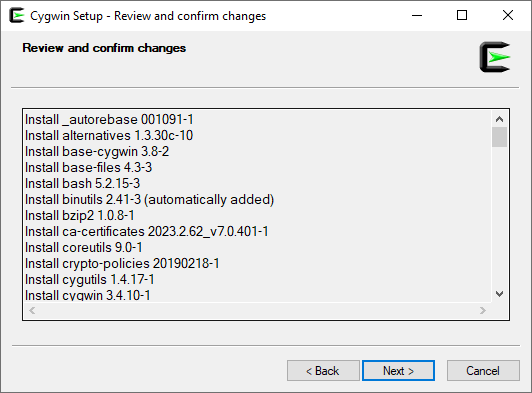 Cygwin Setup - Review and confirm changes
Review and confirm changes
Install _autorebase 001091-1
Install alternatives 1.3.30c-10
Install base-cygwin 3.8-2
Install base-files 4.3-3
Install bash 5.2.15-3
Install binutils 2.41-3 (automatically added)
Install bzip2 1.0.8-1
Install ca-certificates 2023.2.62_v7.0.401-1
Install coreutils 9.0-1
Install crypto-policies 20190218-1
Install cygutils 1.4.17-1
Install cygwin 3.4.10-1
< Back
Next >
Cancel